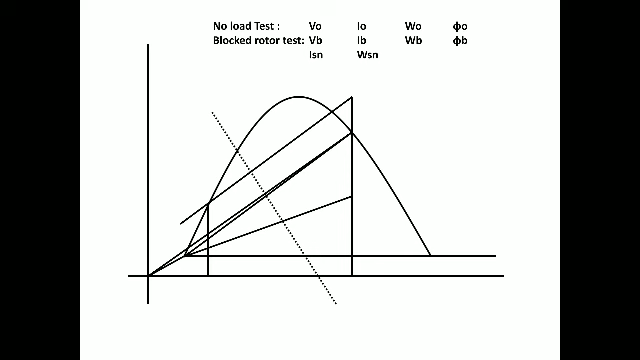 No load Test : Vo Io Wo ϕo
Blocked rotor test: Vb Ib Wb ϕb
Isn Wsn